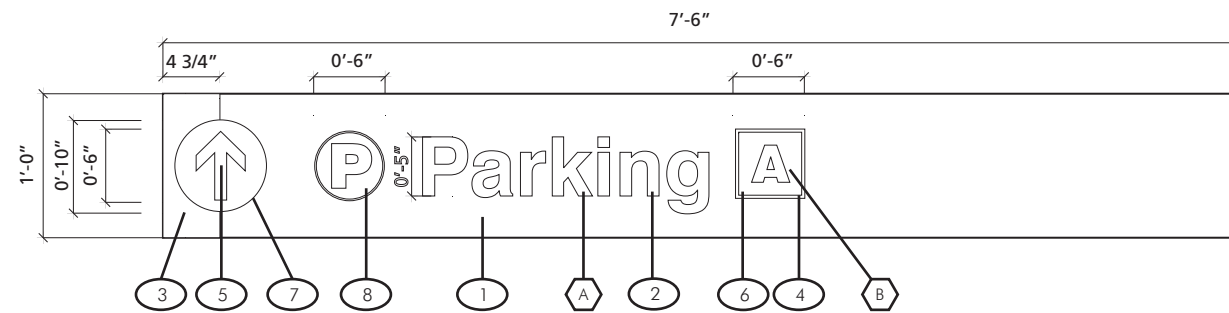 7’-6”
4 3/4” 0’-6” 0’-6”
1’-0” 0’-10” 0’-6” P 0’-5” Parking A
3 5 7 8 1 A 2 6 4 B